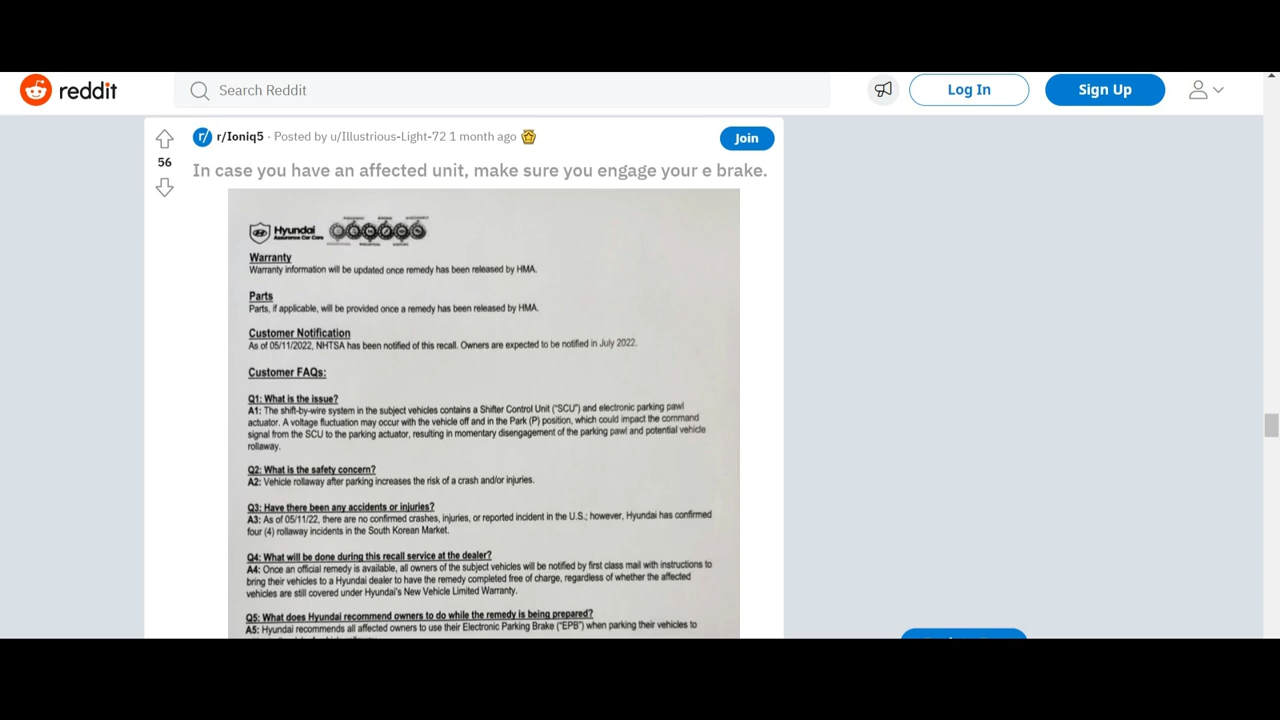 reddit
Search Reddit
Log In
Sign Up
56
r/Ioniq5 · Posted by u/Illustrious-Light-72 1 month ago
Join
In case you have an affected unit, make sure you engage your e brake.
Hyundai
Assurance Car Care
Warranty
Warranty information will be updated once remedy has been released by HMA.
Parts
Parts, if applicable, will be provided once a remedy has been released by HMA.
Customer Notification
As of 05/11/2022, NHTSA has been notified of this recall. Owners are expected to be notified in July 2022.
Customer FAQs:
Q1: What is the issue?
A1: The shift-by-wire system in the subject vehicles contains a Shifter Control Unit ("SCU") and electronic parking pawl
actuator. A voltage fluctuation may occur with the vehicle off and in the Park (P) position, which could impact the command
signal from the SCU to the parking actuator, resulting in momentary disengagement of the parking pawl and potential vehicle
rollaway.
Q2: What is the safety concern?
A2: Vehicle rollaway after parking increases the risk of a crash and/or injuries.
Q3: Have there been any accidents or injuries?
A3: As of 05/11/22, there are no confirmed crashes, injuries, or reported incident in the U.S.; however, Hyundai has confirmed
four (4) rollaway incidents in the South Korean Market.
Q4: What will be done during this recall service at the dealer?
A4: Once an official remedy is available, all owners of the subject vehicles will be notified by first class mail with instructions to
bring their vehicles to a Hyundai dealer to have the remedy completed free of charge, regardless of whether the affected
vehicles are still covered under Hyundai's New Vehicle Limited Warranty.
Q5: What does Hyundai recommend owners to do while the remedy is being prepared?
A5: Hyundai recommends all affected owners to use their Electronic Parking Brake ("EPB") when parking their vehicles to